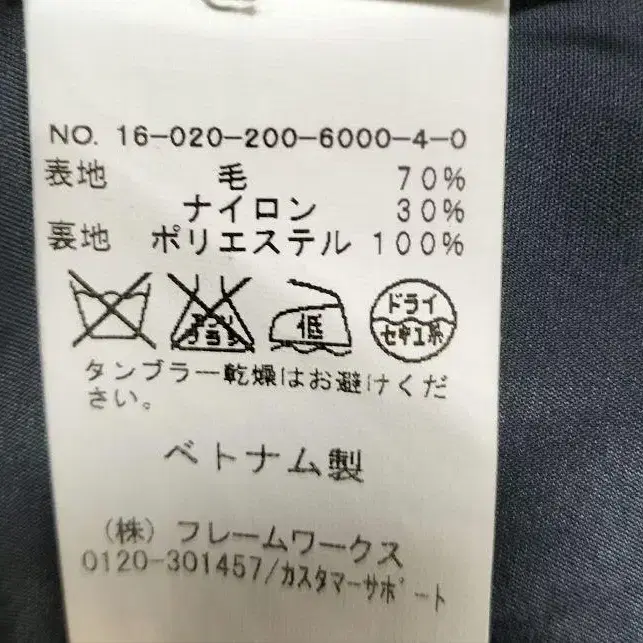 NO. 16-020-200-6000-4-0
表地 毛 70%
ナイロン 30%
裏地 ポリエステル 100%
低
ドライ
セキユ系
タンブラー乾燥はお避けくだ
さい。
ベトナム製
(株)フレームワークス
0120-301457/カスタマーサポート